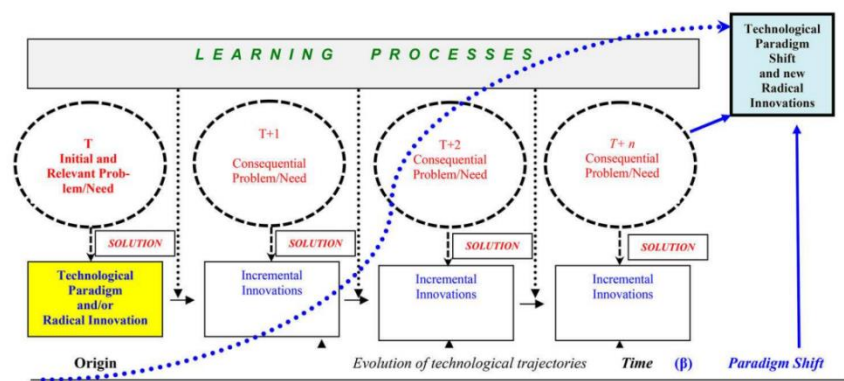 LEARNING PROCESSES
Technological
Paradigm
Shift
and new
Radical
Innovations
T
Initial and
Relevant Prob-
lem/Need
T+1
Consequential
Problem/Need
T+2
Consequential
Problem/Need
T+ n
Consequential
Problem/Need
SOLUTION
SOLUTION
SOLUTION
SOLUTION
Technological
Paradigm
and/or
Radical Innovation
Incremental
Innovations
Incremental
Innovations
Incremental
Innovations
Origin
Evolution of technological trajectories
Time
(β)
Paradigm Shift